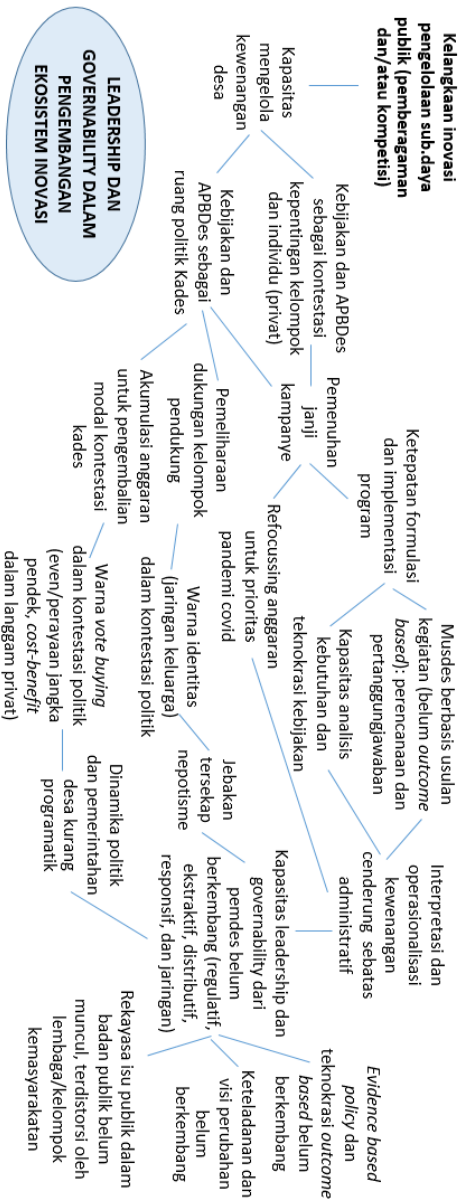 Kelangkaan inovasi
pengelolaan sub.daya
publik (pemberagaman
dan/atau kompetisi)
Kapasitas
mengelola
kewenangan
desa
LEADERSHIP DAN
GOVERNABILITY DALAM
PENGEMBANGAN
EKOSISTEM INOVASI
Kebijakan dan APBDes
sebagai kontestasi
kepentingan kelompok
dan individu (privat)
Kebijakan dan
APBDes sebagai
ruang politik Kades
Pemenuhan
janji
kampanye
Pemeliharaan
dukungan kelompok
pendukung
Akumulasi anggaran
untuk pengembalian
modal kontestasi
kades
Ketepatan formulasi
dan implementasi
program
Refocussing anggaran
untuk prioritas
pandemi covid
Warna identitas
(jaringan keluarga)
dalam kontestasi politik
Warna vote buying
dalam kontestasi politik
(even/perayaan jangka
pendek, cost-benefit
dalam langgam privat)
Musdes berbasis usulan
kegiatan (belum outcome
based): perencanaan dan
pertanggungjawaban
Kapasitas analisis
kebutuhan dan
teknokrasi kebijakan
Jebakan
tersekap
nepotisme
Dinamika politik
dan pemerintahan
desa kurang
programatik
Interpretasi dan
operasionalisasi
kewenangan
cenderung sebatas
administratif
Kapasitas leadership dan
governability dari
pemdes belum
berkembang (regulatif,
ekstraktif, distributif,
responsif, dan jaringan)
Evidence based
policy dan
teknokrasi outcome
based belum
berkembang
Keteladanan dan
visi perubahan
belum
berkembang
Rekayasa isu publik dalam
badan publik belum
muncul, terdistorsi oleh
lembaga/kelompok
kemasyarakatan